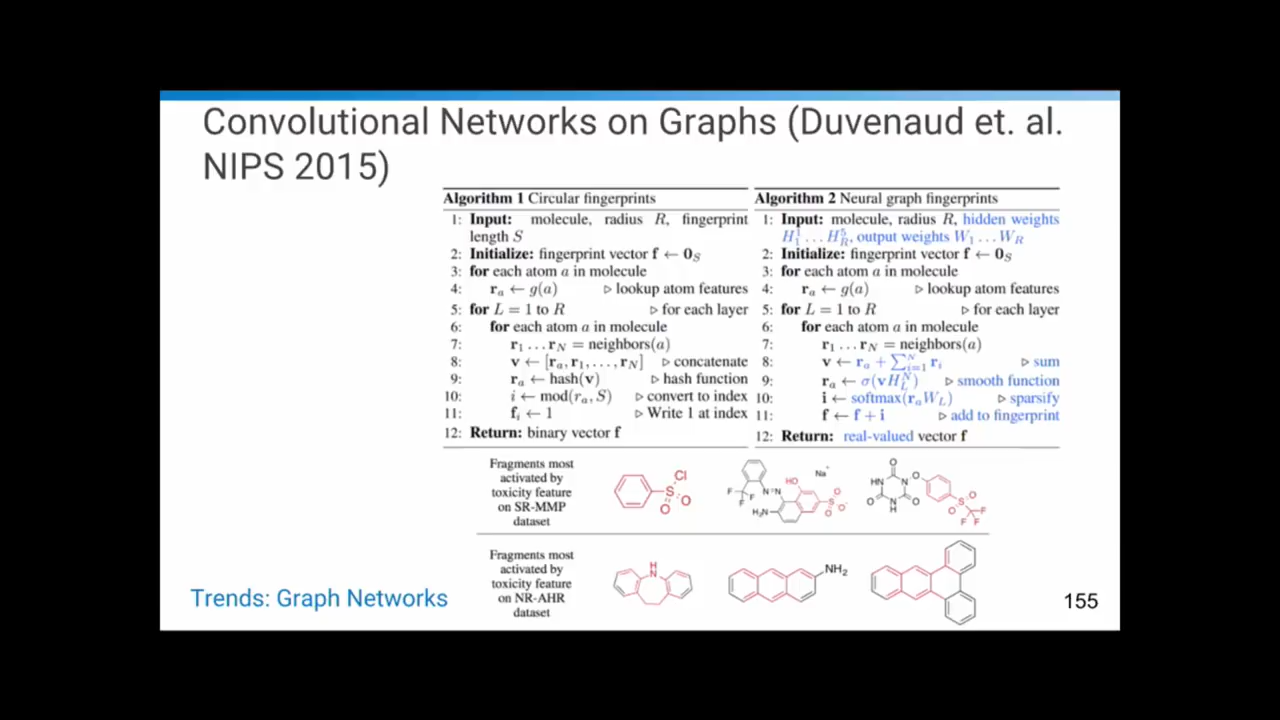 Convolutional Networks on Graphs (Duvenaud et. al.
NIPS 2015)
Algorithm 1 Circular fingerprints
1: Input: molecule, radius R, fingerprint
length S
2: Initialize: fingerprint vector f ← 0_S
3: for each atom a in molecule
4: r_a ← g(a) ▷ lookup atom features
5: for L = 1 to R ▷ for each layer
6: for each atom a in molecule
7: r_1 … r_N = neighbors(a)
8: v ← [r_a, r_1, …, r_N] ▷ concatenate
9: r_a ← hash(v) ▷ hash function
10: i ← mod(r_a, S) ▷ convert to index
11: f_i ← 1 ▷ Write 1 at index
12: Return: binary vector f
Algorithm 2 Neural graph fingerprints
1: Input: molecule, radius R, hidden weights
H_1^1 … H_R^5, output weights W_1 … W_R
2: Initialize: fingerprint vector f ← 0_S
3: for each atom a in molecule
4: r_a ← g(a) ▷ lookup atom features
5: for L = 1 to R ▷ for each layer
6: for each atom a in molecule
7: r_1 … r_N = neighbors(a)
8: v ← r_a + ∑_{i=1}^N r_i ▷ sum
9: r_a ← σ(vH_L^N) ▷ smooth function
10: i ← softmax(r_a W_L) ▷ sparsify
11: f ← f + i ▷ add to fingerprint
12: Return: real-valued vector f
Fragments most
activated by
toxicity feature
on SR-MMP
dataset
Cl
S
O
O
F
F
F
N
N
HO
H₂N
Na⁺
S
O
O
O⁻
O
HN
N
O
N
H
O
O
S
O
O
F
F
F
Fragments most
activated by
toxicity feature
on NR-AHR
dataset
H
N
NH₂
Trends: Graph Networks
155